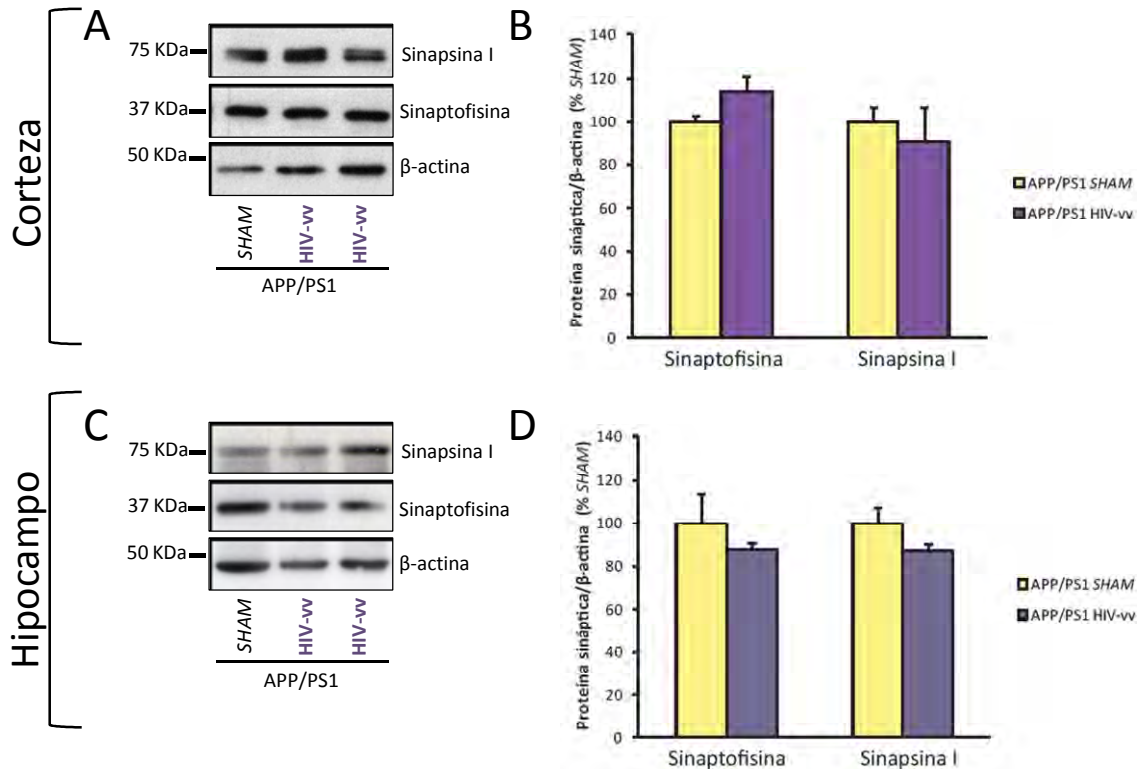 Corteza
A
75 KDa
Sinapsina I
37 KDa
Sinaptofisina
50 KDa
β-actina
SHAM
HIV-vv
HIV-vv
APP/PS1
B
Proteína sináptica/β-actina (% SHAM)
140
120
100
80
60
40
20
0
Sinaptofisina
Sinapsina I
APP/PS1 SHAM
APP/PS1 HIV-vv
Hipocampo
C
75 KDa
Sinapsina I
37 KDa
Sinaptofisina
50 KDa
β-actina
SHAM
HIV-vv
HIV-vv
APP/PS1
D
Proteína sináptica/β-actina (% SHAM)
140
120
100
80
60
40
20
0
Sinaptofisina
Sinapsina I
APP/PS1 SHAM
APP/PS1 HIV-vv